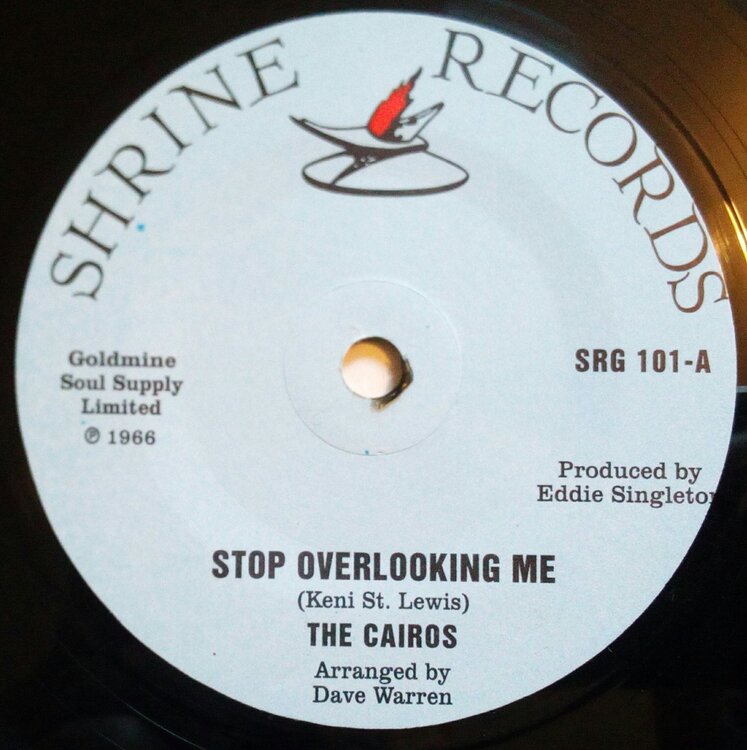 SHRINE RECORDS
Goldmine
Soul Supply
Limited
℗ 1966
SRG 101-A
Produced by
Eddie Singleton
STOP OVERLOOKING ME
(Keni St. Lewis)
THE CAIROS
Arranged by
Dave Warren